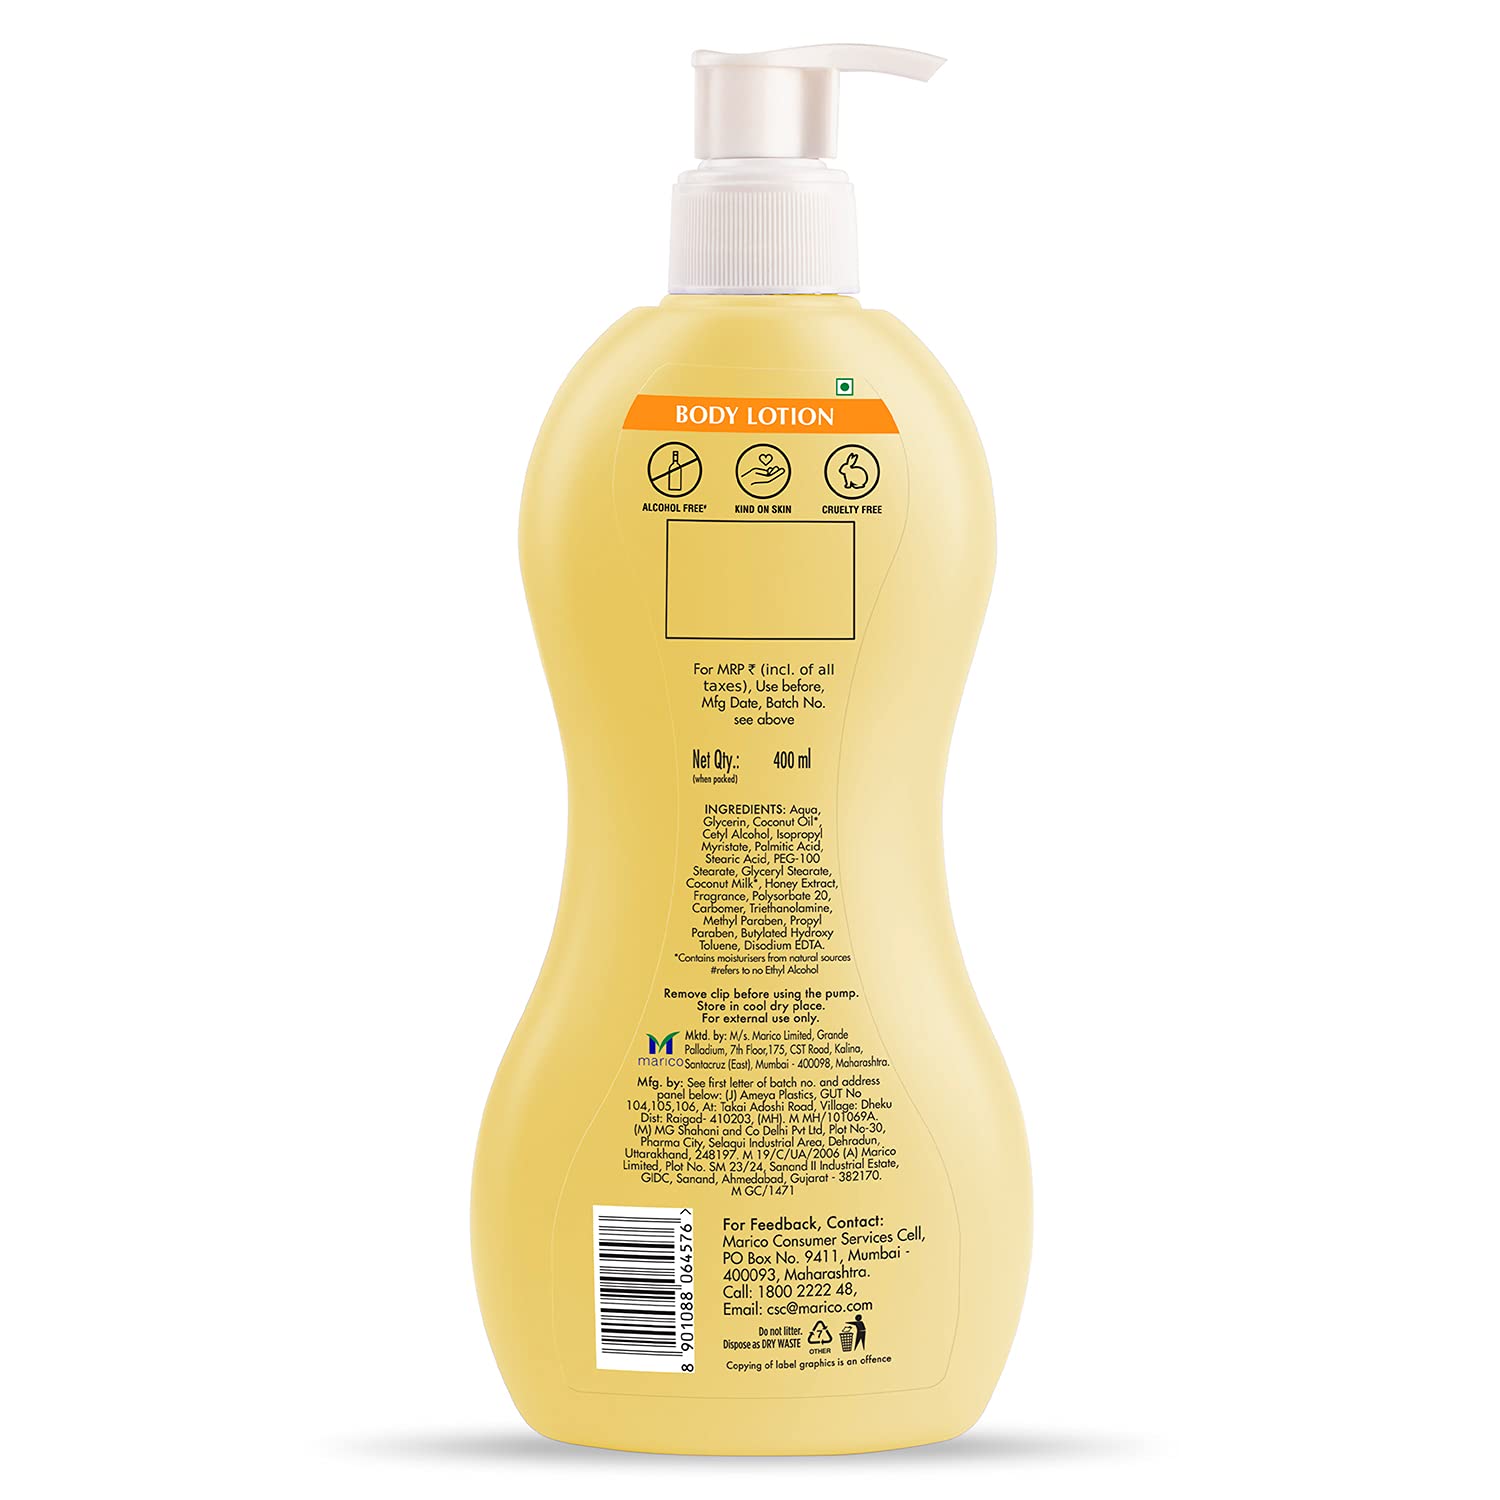 BODY LOTION
ALCOHOL FREE#
KIND ON SKIN
CRUELTY FREE
For MRP ₹ (incl. of all
taxes), Use before,
Mfg Date, Batch No.
see above
Net Qty.: 400 ml
(when packed)
INGREDIENTS: Aqua,
Glycerin, Coconut Oil*,
Cetyl Alcohol, Isopropyl
Myristate, Palmitic Acid,
Stearic Acid, PEG-100
Stearate, Glyceryl Stearate,
Coconut Milk*, Honey Extract,
Fragrance, Polysorbate 20,
Carbomer, Triethanolamine,
Methyl Paraben, Propyl
Paraben, Butylated Hydroxy
Toluene, Disodium EDTA.
*Contains moisturisers from natural sources
#refers to no Ethyl Alcohol
Remove clip before using the pump.
Store in cool dry place.
For external use only.
marico
Mktd. by: M/s. Marico Limited, Grande
Palladium, 7th Floor,175, CST Road, Kalina,
Santacruz (East), Mumbai - 400098, Maharashtra.
Mfg. by: See first letter of batch no. and address
panel below: (J) Ameya Plastics, GUT No
104,105,106, At: Takai Adoshi Road, Village: Dheku
Dist: Raigad- 410203, (MH). M MH/101069A.
(M) MG Shahani and Co Delhi Pvt Ltd, Plot No-30,
Pharma City, Selaqui Industrial Area, Dehradun,
Uttarakhand, 248197. M 19/C/UA/2006 (A) Marico
Limited, Plot No. SM 23/24, Sanand II Industrial Estate,
GIDC, Sanand, Ahmedabad, Gujarat - 382170.
M GC/1471
8 901088 064576 >
For Feedback, Contact:
Marico Consumer Services Cell,
PO Box No. 9411, Mumbai -
400093, Maharashtra.
Call: 1800 2222 48,
Email: csc@marico.com
Do not litter.
Dispose as DRY WASTE
7
OTHER
Copying of label graphics is an offence